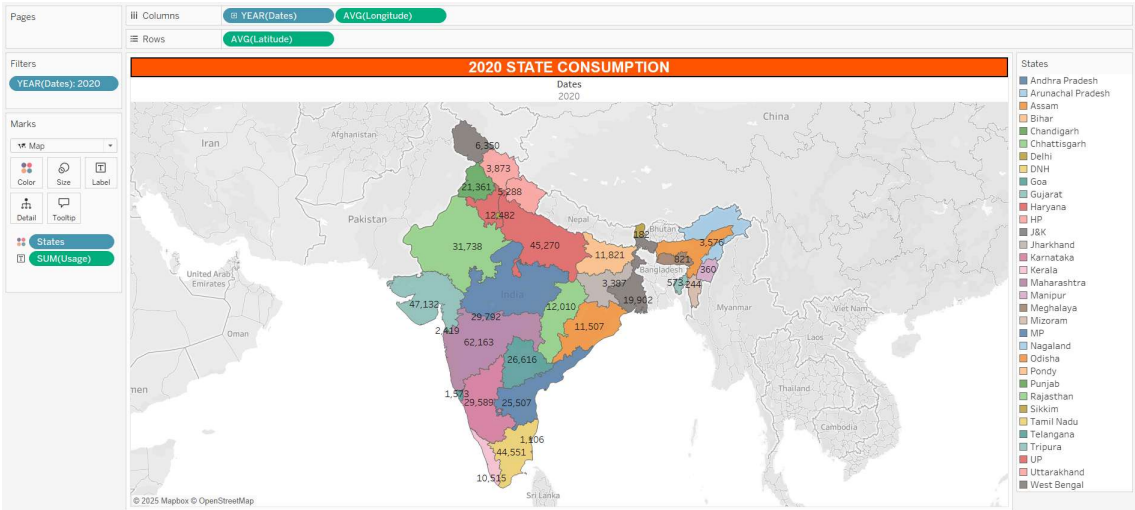 Pages
iii Columns
YEAR(Dates)
AVG(Longitude)
Rows
AVG(Latitude)
Filters
YEAR(Dates): 2020
Marks
Map
Color
Size
Label
Detail
Tooltip
States
SUM(Usage)
2020 STATE CONSUMPTION
Dates
2020
China
Iran
Afghanistan
6,350
3,873
21,361
5,288
Pakistan
12,482
Nepal
182
Bhutan
3,576
31,738
45,270
11,821
821
Bangladesh
360
United Arab
Emirates
India
3,387
573
244
47,132
12,010
19,902
Myanmar
Viet Nam
29,792
2,419
11,507
Oman
62,163
Laos
26,616
Thailand
men
1,573
29,589
25,507
Cambodia
1,106
44,551
10,515
Sri Lanka
© 2025 Mapbox © OpenStreetMap
States
Andhra Pradesh
Arunachal Pradesh
Assam
Bihar
Chandigarh
Chhattisgarh
Delhi
DNH
Goa
Gujarat
Haryana
HP
J&K
Jharkhand
Karnataka
Kerala
Maharashtra
Manipur
Meghalaya
Mizoram
MP
Nagaland
Odisha
Pondy
Punjab
Rajasthan
Sikkim
Tamil Nadu
Telangana
Tripura
UP
Uttarakhand
West Bengal